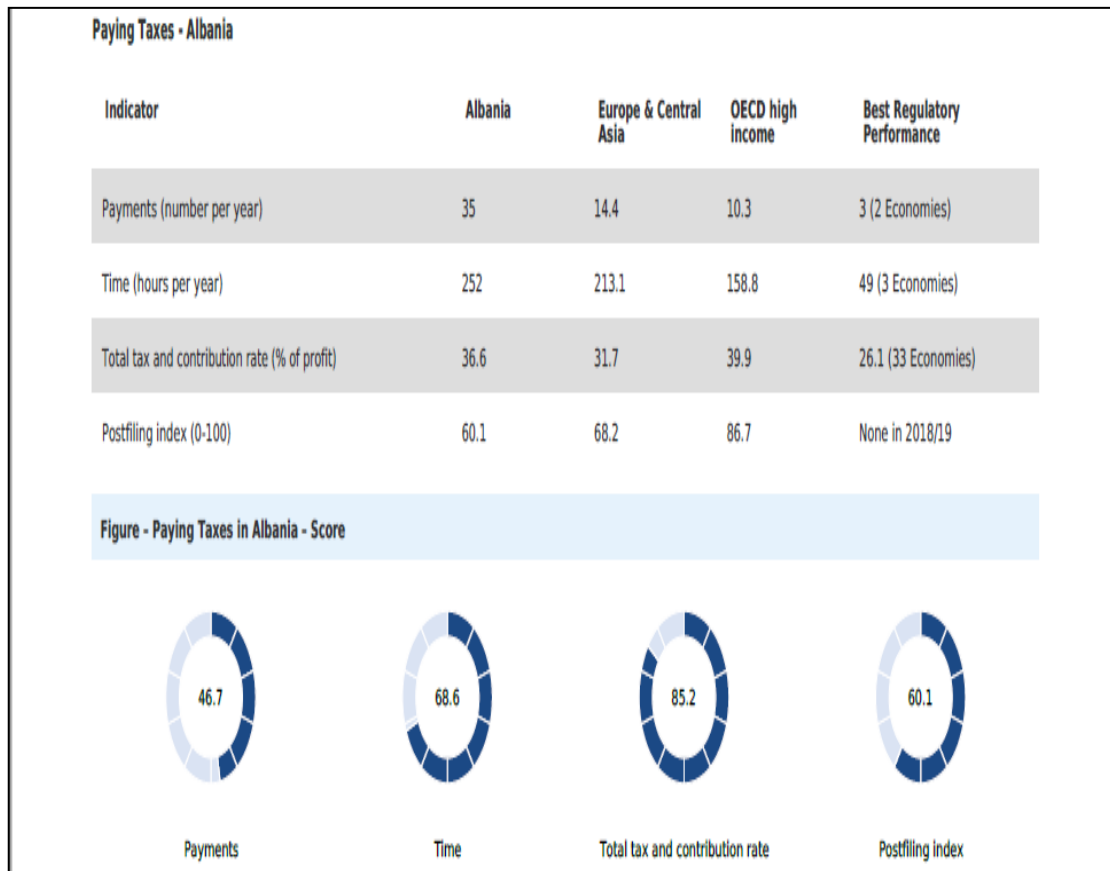 Paying Taxes - Albania
Indicator Albania Europe & Central Asia OECD high income Best Regulatory Performance
Payments (number per year) 35 14.4 10.3 3 (2 Economies)
Time (hours per year) 252 213.1 158.8 49 (3 Economies)
Total tax and contribution rate (% of profit) 36.6 31.7 39.9 26.1 (33 Economies)
Postfiling index (0-100) 60.1 68.2 86.7 None in 2018/19
Figure - Paying Taxes in Albania - Score
46.7 68.6 85.2 60.1
Payments Time Total tax and contribution rate Postfiling index